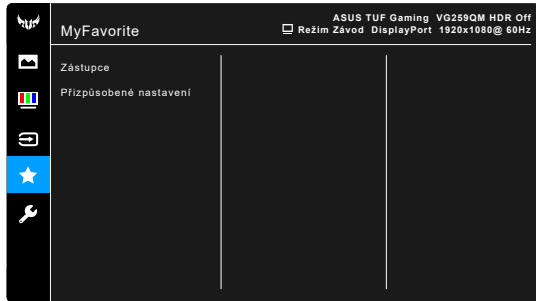 MyFavorite
ASUS TUF Gaming VG259QM HDR Off
Režim Závod DisplayPort 1920x1080@ 60Hz
Zástupce
Přizpůsobené nastavení